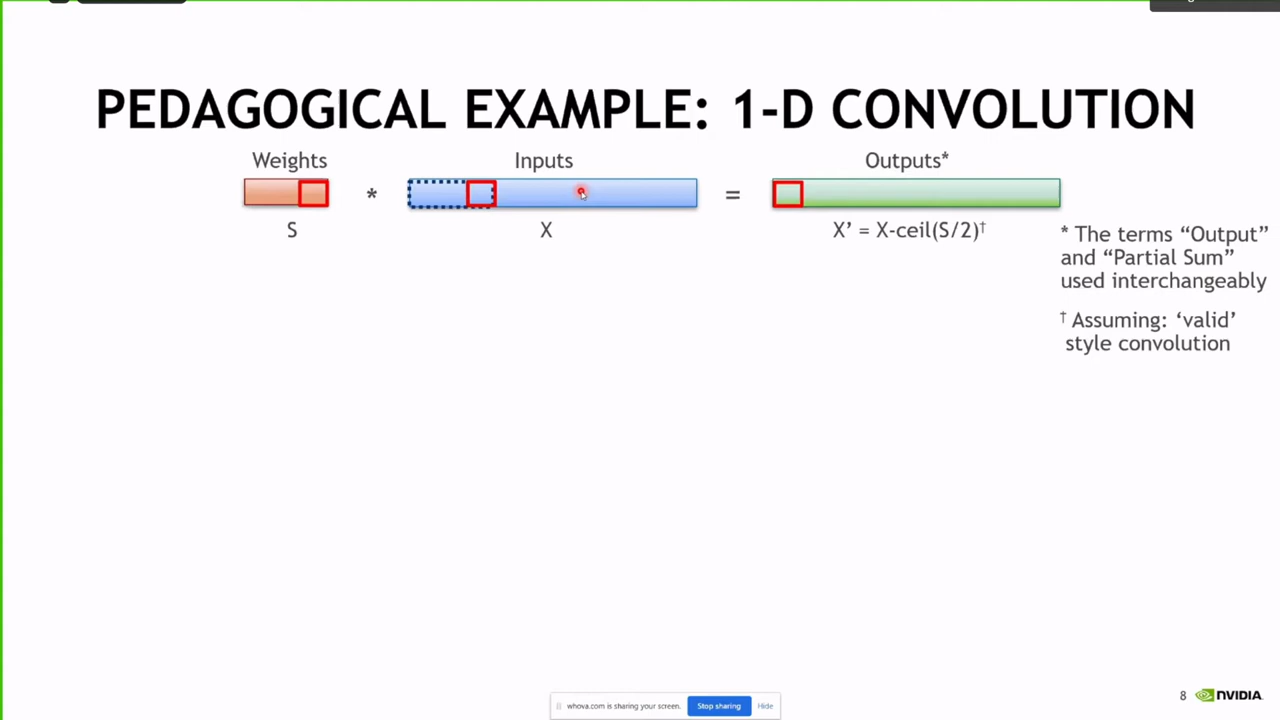 PEDAGOGICAL EXAMPLE: 1-D CONVOLUTION
Weights
Inputs
Outputs*
*
=
S
X
X’ = X-ceil(S/2)†
* The terms “Output”
and “Partial Sum”
used interchangeably
† Assuming: ‘valid’
style convolution
8
NVIDIA.
whova.com is sharing your screen.
Stop sharing
Hide